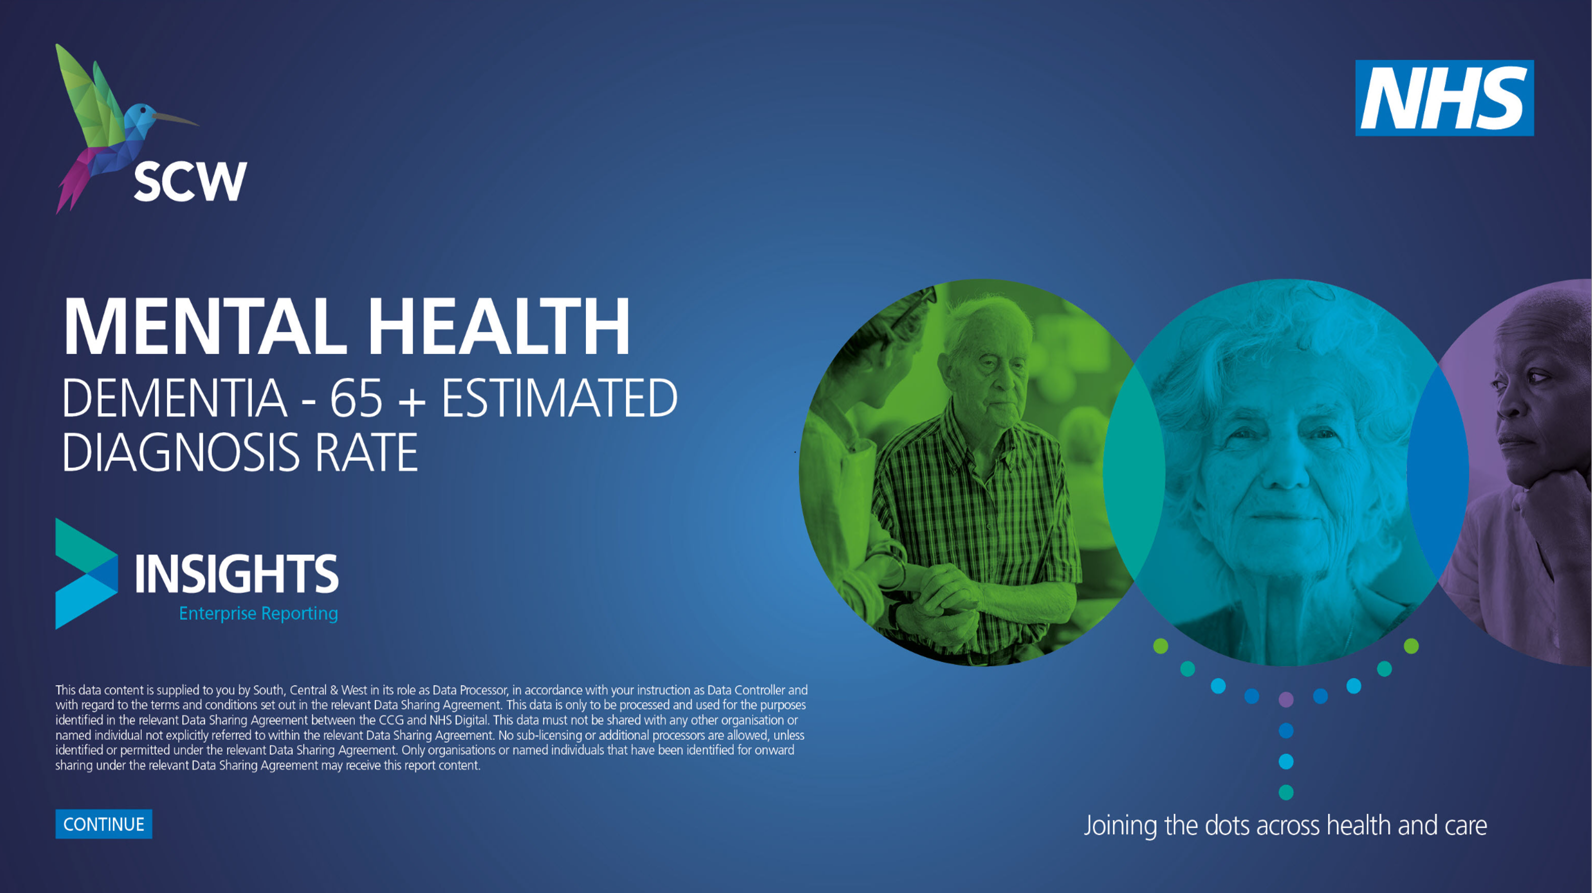 SCW
NHS
MENTAL HEALTH
DEMENTIA - 65 + ESTIMATED
DIAGNOSIS RATE
INSIGHTS
Enterprise Reporting
This data content is supplied to you by South, Central & West in its role as Data Processor, in accordance with your instruction as Data Controller and
with regard to the terms and conditions set out in the relevant Data Sharing Agreement. This data is only to be processed and used for the purposes
identified in the relevant Data Sharing Agreement between the CCG and NHS Digital. This data must not be shared with any other organisation or
named individual not explicitly referred to within the relevant Data Sharing Agreement. No sub-licensing or additional processors are allowed, unless
identified or permitted under the relevant Data Sharing Agreement. Only organisations or named individuals that have been identified for onward
sharing under the relevant Data Sharing Agreement may receive this report content.
CONTINUE
Joining the dots across health and care